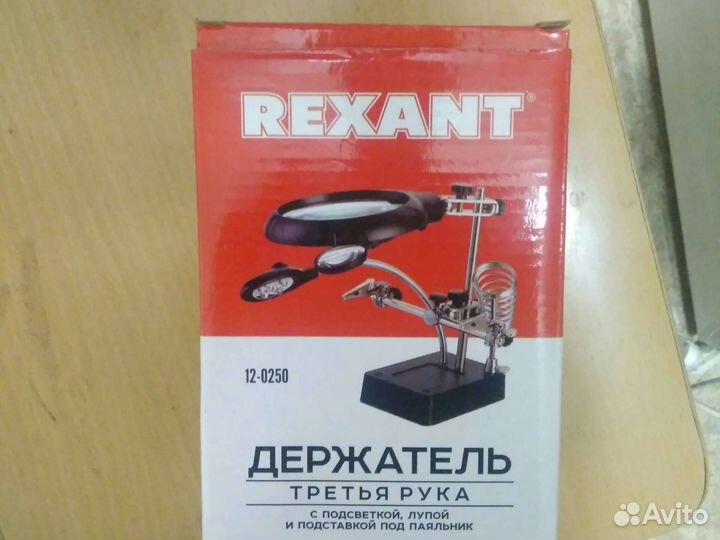 REXANT®
12-0250
ДЕРЖАТЕЛЬ
ТРЕТЬЯ РУКА
С ПОДСВЕТКОЙ, ЛУПОЙ
И ПОДСТАВКОЙ ПОД ПАЯЛЬНИК
Avito